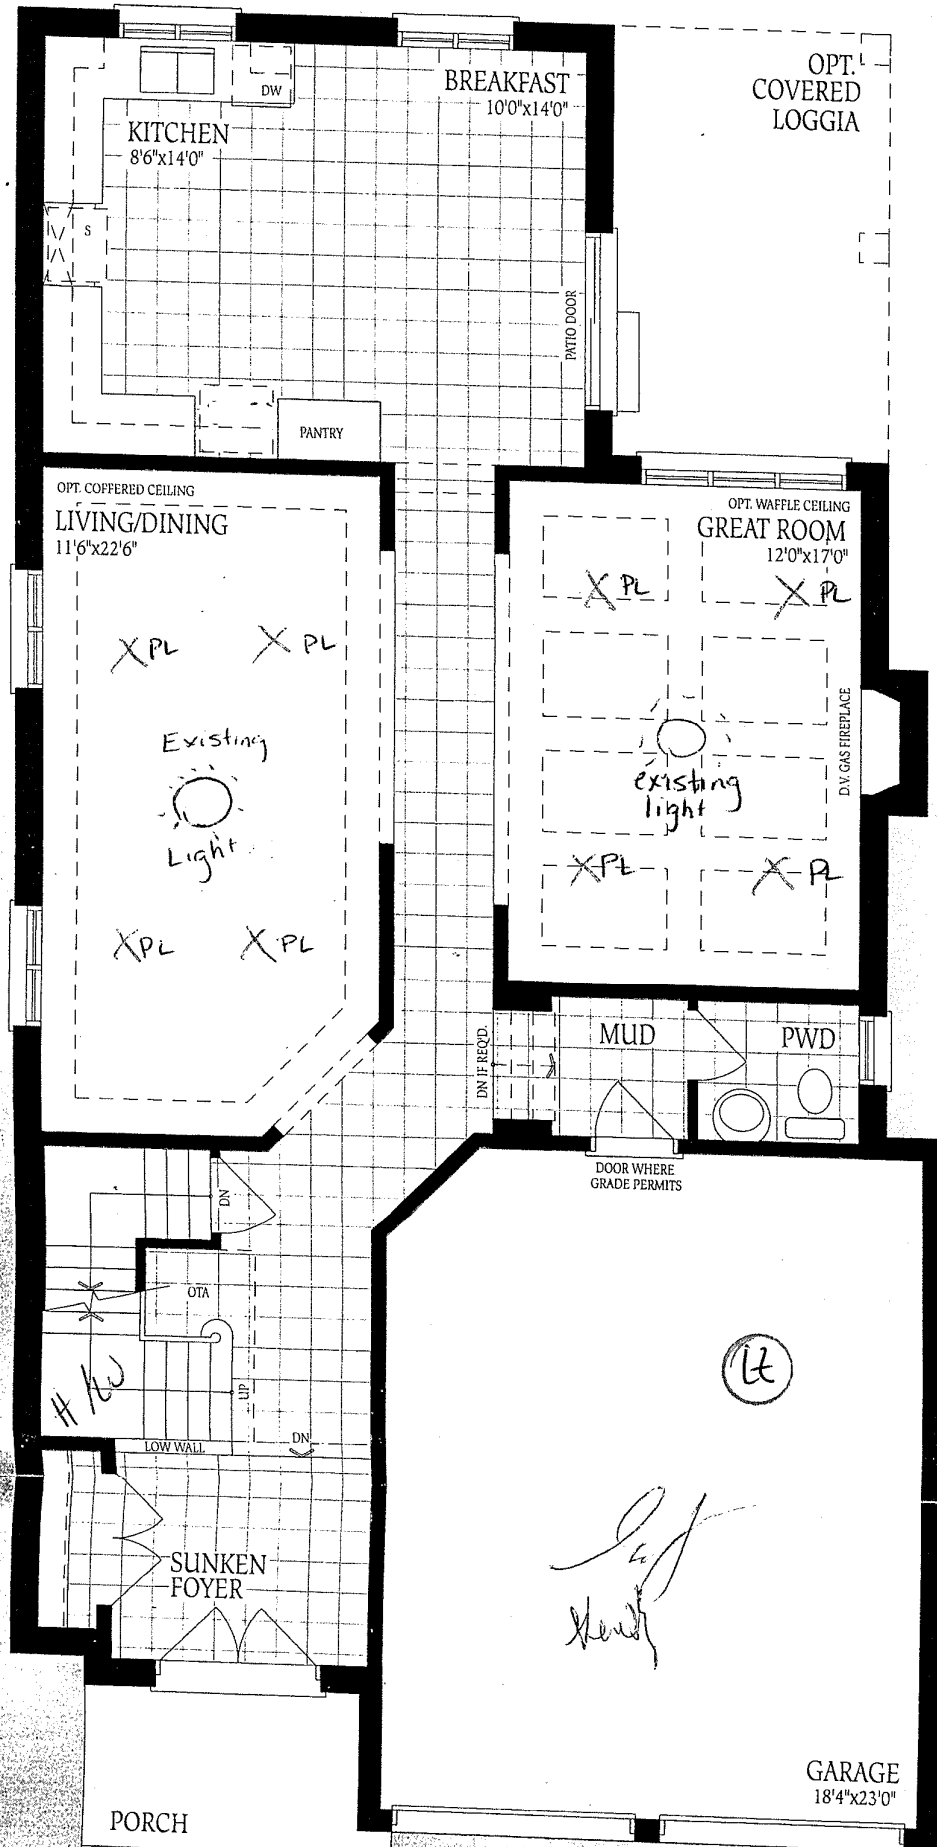 OPT.
COVERED
LOGGIA
BREAKFAST
10'0"x14'0"
DW
KITCHEN
8'6"x14'0"
S
PATIO DOOR
PANTRY
OPT. COFFERED CEILING
LIVING/DINING
11'6"x22'6"
OPT. WAFFLE CEILING
GREAT ROOM
12'0"x17'0"
X PL X PL
X PL X PL
Existing
Light
existing
light
D.V. GAS FIREPLACE
X PL X PL
X PL X PL
MUD
PWD
DN IF REQ'D.
DOOR WHERE
GRADE PERMITS
DN
OTA
UP
LOW WALL
DN
SUNKEN
FOYER
GARAGE
18'4"x23'0"
PORCH